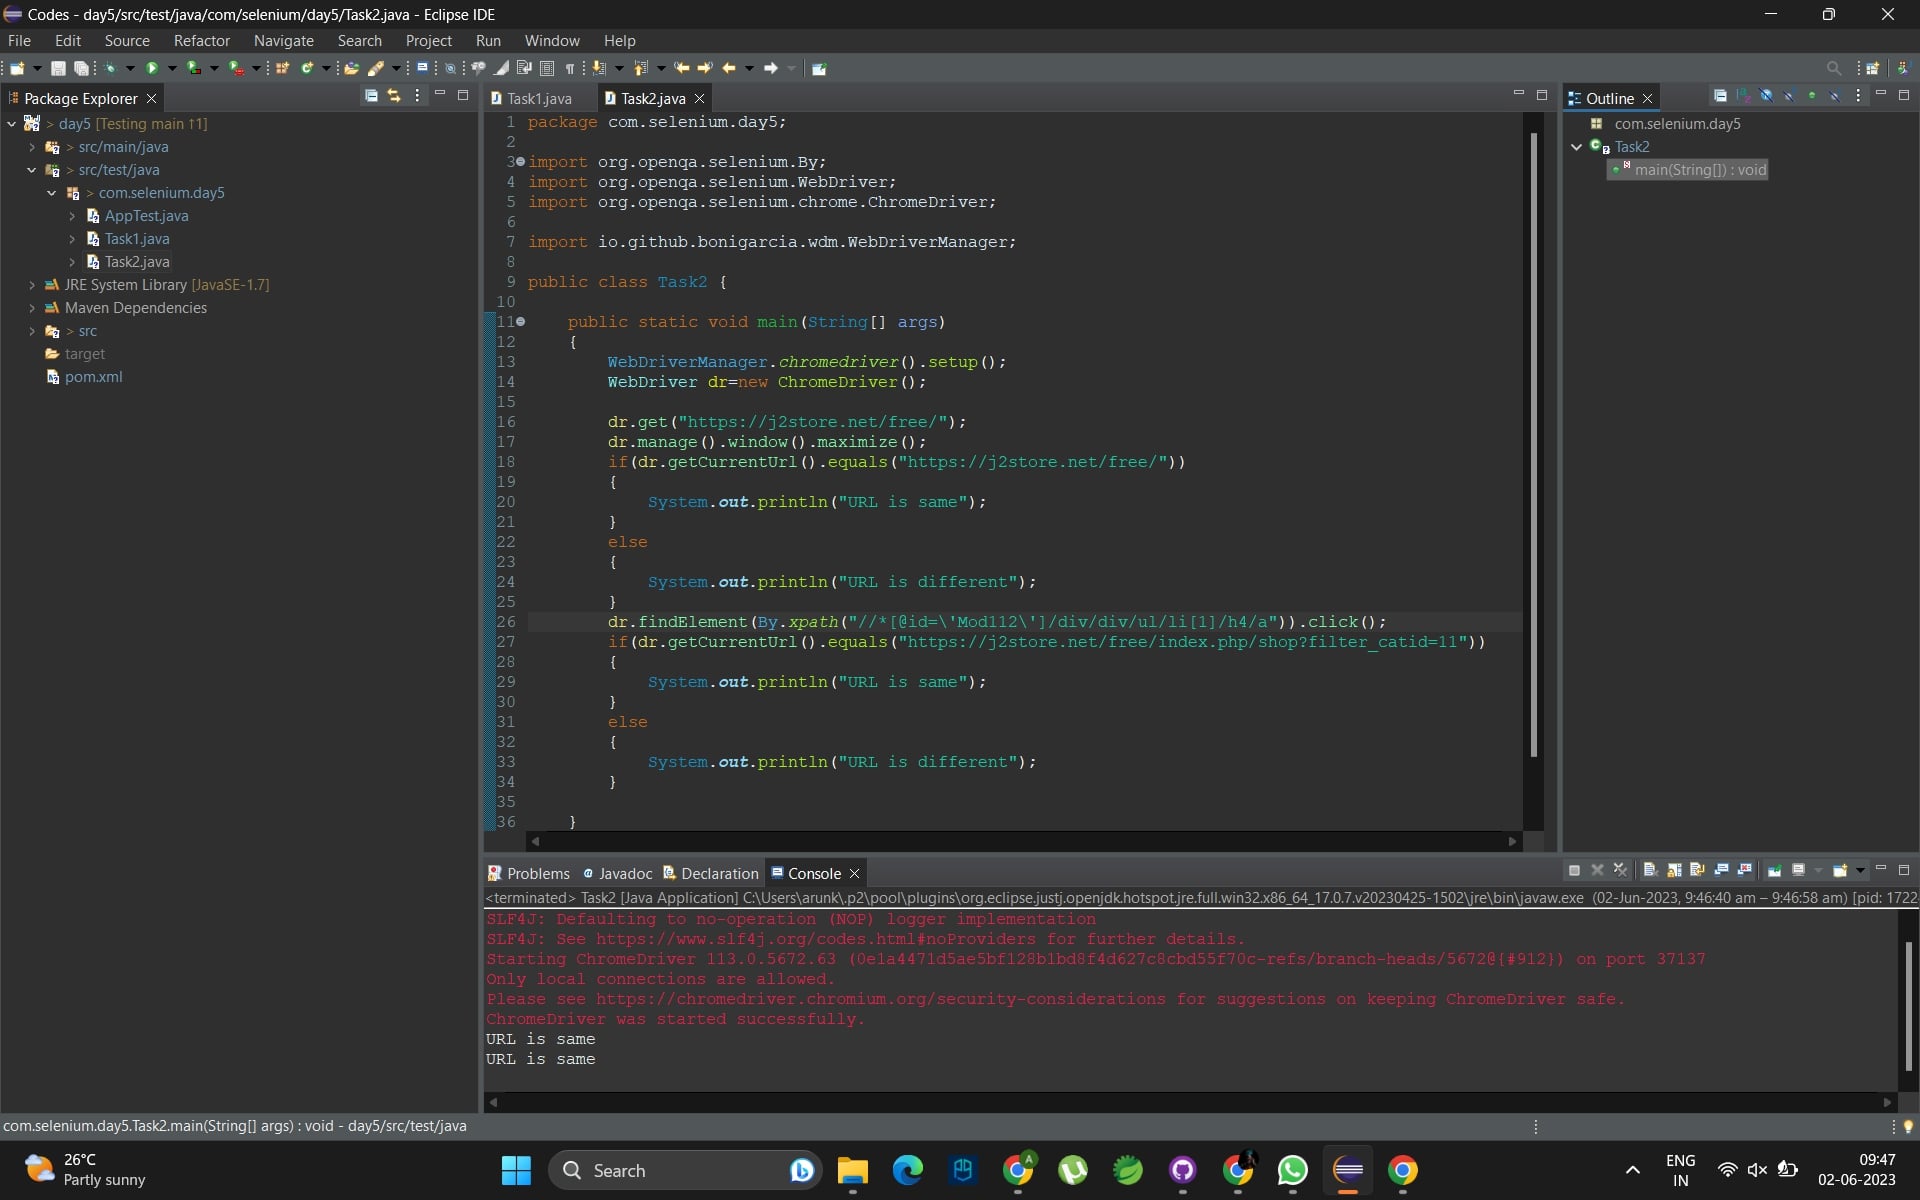 Codes - day5/src/test/java/com/selenium/day5/Task2.java - Eclipse IDE
File Edit Source Refactor Navigate Search Project Run Window Help
Package Explorer
> day5 [Testing main ↑1]
> src/main/java
> src/test/java
> com.selenium.day5
AppTest.java
Task1.java
Task2.java
JRE System Library [JavaSE-1.7]
Maven Dependencies
> src
target
pom.xml
Task1.java Task2.java
1 package com.selenium.day5;
2
3 import org.openqa.selenium.By;
4 import org.openqa.selenium.WebDriver;
5 import org.openqa.selenium.chrome.ChromeDriver;
6
7 import io.github.bonigarcia.wdm.WebDriverManager;
8
9 public class Task2 {
10
11 public static void main(String[] args)
12 {
13 WebDriverManager.chromedriver().setup();
14 WebDriver dr=new ChromeDriver();
15
16 dr.get("https://j2store.net/free/");
17 dr.manage().window().maximize();
18 if(dr.getCurrentUrl().equals("https://j2store.net/free/"))
19 {
20 System.out.println("URL is same");
21 }
22 else
23 {
24 System.out.println("URL is different");
25 }
26 dr.findElement(By.xpath("//*[@id=\'Mod112\']/div/div/ul/li[1]/h4/a")).click();
27 if(dr.getCurrentUrl().equals("https://j2store.net/free/index.php/shop?filter_catid=11"))
28 {
29 System.out.println("URL is same");
30 }
31 else
32 {
33 System.out.println("URL is different");
34 }
35
36 }
Outline
com.selenium.day5
Task2
main(String[]) : void
Problems Javadoc Declaration Console
<terminated> Task2 [Java Application] C:\Users\arunk\.p2\pool\plugins\org.eclipse.justj.openjdk.hotspot.jre.full.win32.x86_64_17.0.7.v20230425-1502\jre\bin\javaw.exe (02-Jun-2023, 9:46:40 am – 9:46:58 am) [pid: 1722
SLF4J: Defaulting to no-operation (NOP) logger implementation
SLF4J: See https://www.slf4j.org/codes.html#noProviders for further details.
Starting ChromeDriver 113.0.5672.63 (0e1a4471d5ae5bf128b1bd8f4d627c8cbd55f70c-refs/branch-heads/5672@{#912}) on port 37137
Only local connections are allowed.
Please see https://chromedriver.chromium.org/security-considerations for suggestions on keeping ChromeDriver safe.
ChromeDriver was started successfully.
URL is same
URL is same
com.selenium.day5.Task2.main(String[] args) : void - day5/src/test/java
26°C
Partly sunny
Search
ENG
IN
09:47
02-06-2023